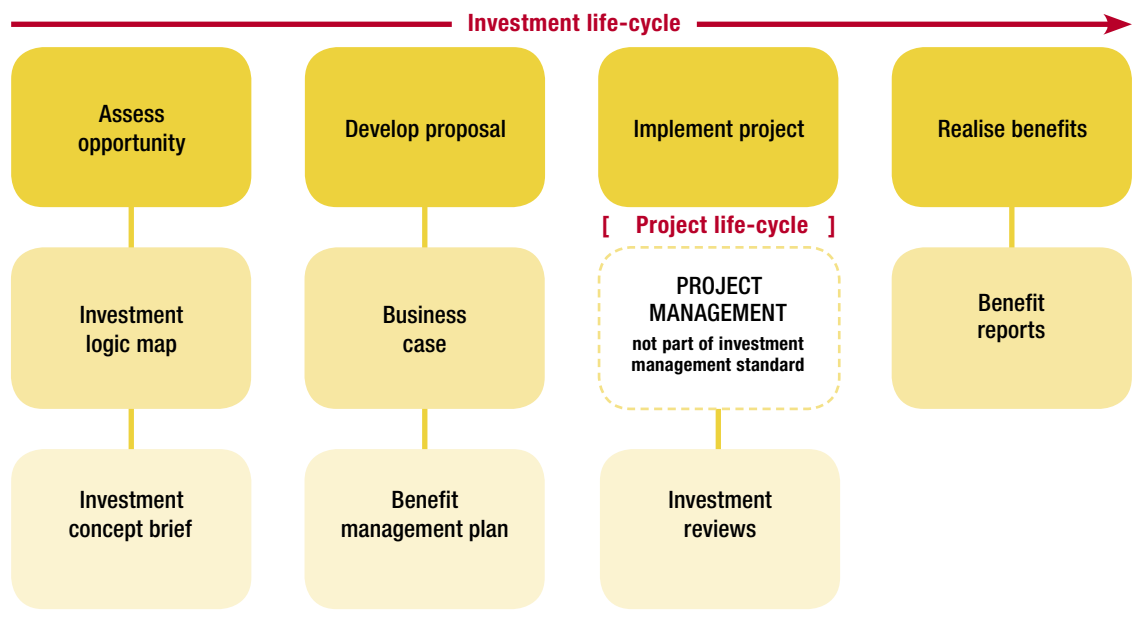 Investment life-cycle
Assess
opportunity
Develop proposal
Implement project
Realise benefits
[ Project life-cycle ]
Investment
logic map
Business
case
PROJECT
MANAGEMENT
not part of investment
management standard
Benefit
reports
Investment
concept brief
Benefit
management plan
Investment
reviews